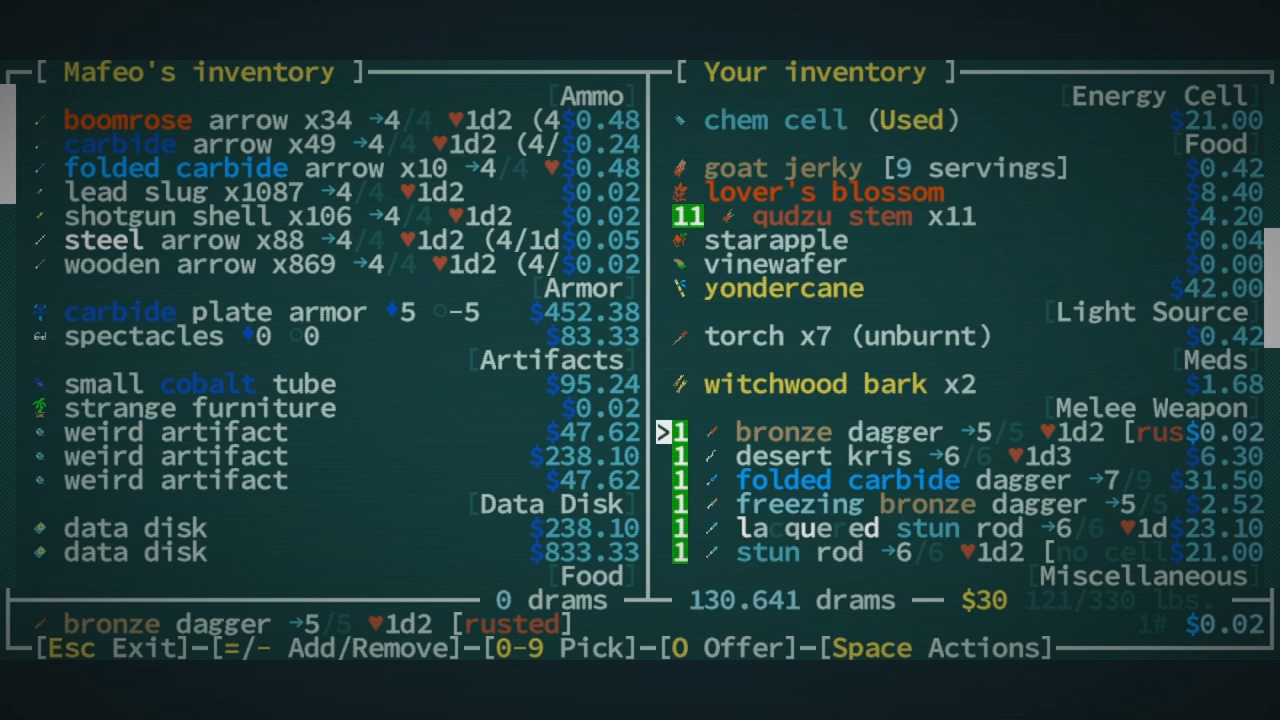 [ Mafeo's inventory ]
[Ammo]
boomrose arrow x34 →4/4 ♥1d2 (4 $0.48
carbide arrow x49 →4/4 ♥1d2 (4/ $0.24
folded carbide arrow x10 →4/4 ♥ $0.48
lead slug x1087 →4/4 ♥1d2 $0.02
shotgun shell x106 →4/4 ♥1d2 $0.02
steel arrow x88 →4/4 ♥1d2 (4/1d $0.05
wooden arrow x869 →4/4 ♥1d2 (4/ $0.02
[Armor]
carbide plate armor ♦5 ○-5 $452.38
spectacles ♦0 ○0 $83.33
[Artifacts]
small cobalt tube $95.24
strange furniture $0.02
weird artifact $47.62
weird artifact $238.10
weird artifact $47.62
[Data Disk]
data disk $238.10
data disk $833.33
[Food]
0 drams
[ Your inventory ]
[Energy Cell]
chem cell (Used) $21.00
[Food]
goat jerky [9 servings] $0.42
lover's blossom $8.40
11 qudzu stem x11 $4.20
starapple $0.04
vinewafer $0.00
yondercane $42.00
[Light Source]
torch x7 (unburnt) $0.42
[Meds]
witchwood bark x2 $1.68
[Melee Weapon]
>1 bronze dagger →5/5 ♥1d2 [rus $0.02
1 desert kris →6/6 ♥1d3 $6.30
1 folded carbide dagger →7/9 $31.50
1 freezing bronze dagger →5/5 $2.52
1 lacquered stun rod →6/6 ♥1d $23.10
1 stun rod →6/6 ♥1d2 [no cell $21.00
[Miscellaneous]
130.641 drams — $30 121/330 lbs.
bronze dagger →5/5 ♥1d2 [rusted] 1# $0.02
[Esc Exit]—[=/- Add/Remove]—[0-9 Pick]—[O Offer]—[Space Actions]